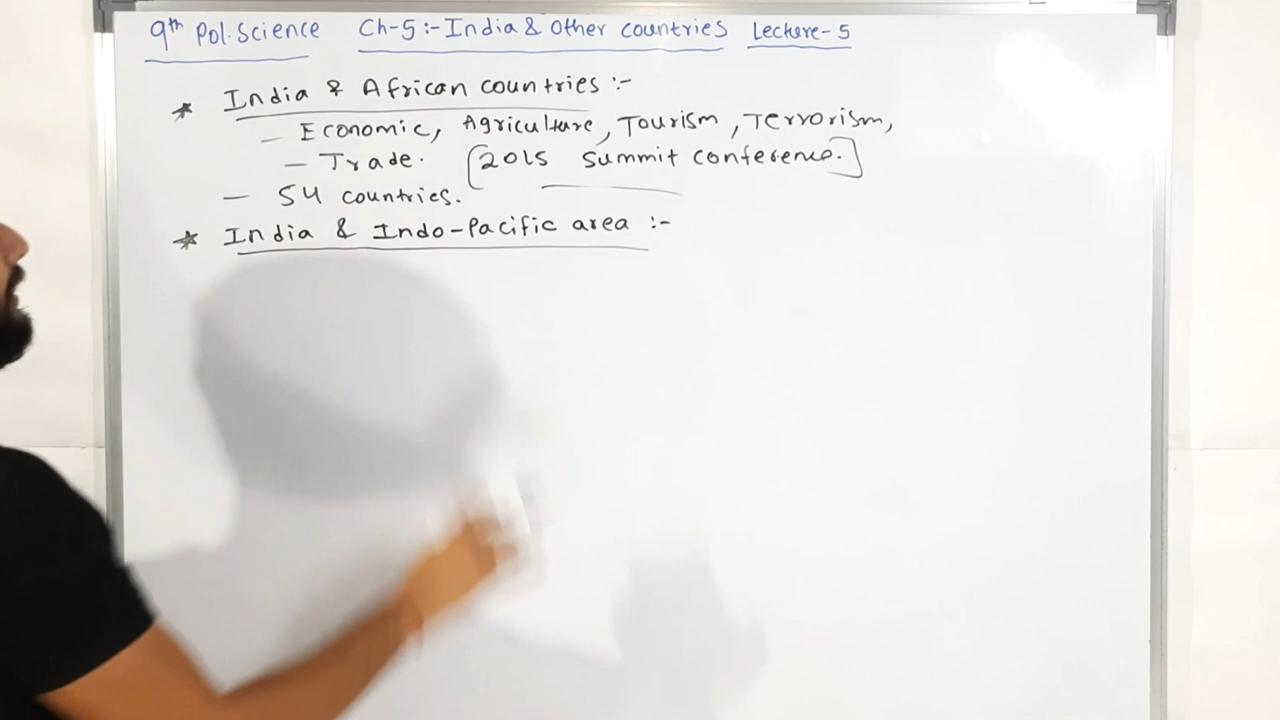 9th Pol. Science Ch-5:- India & Other countries Lecture-5
* India & African countries :-
- Economic, Agriculture, Tourism, Terrorism,
- Trade. [2015 Summit conference.]
- 54 countries.
* India & Indo-Pacific area :-